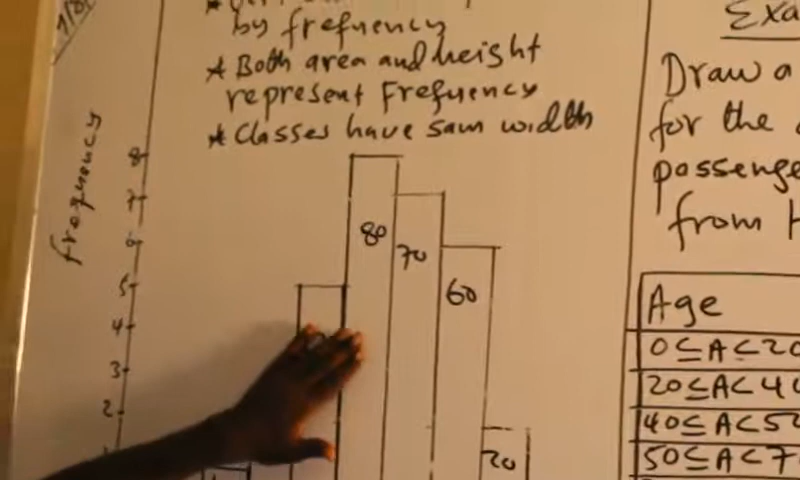 by frequency
* Both area and height
represent Frequency
* Classes have sam width
frequency
8
7
6
5
4
3
2
80
70
60
20
Exa
Draw a
for the
passenge
from H
Age
0≤A<20
20≤A<40
40≤A<50
50≤A<7